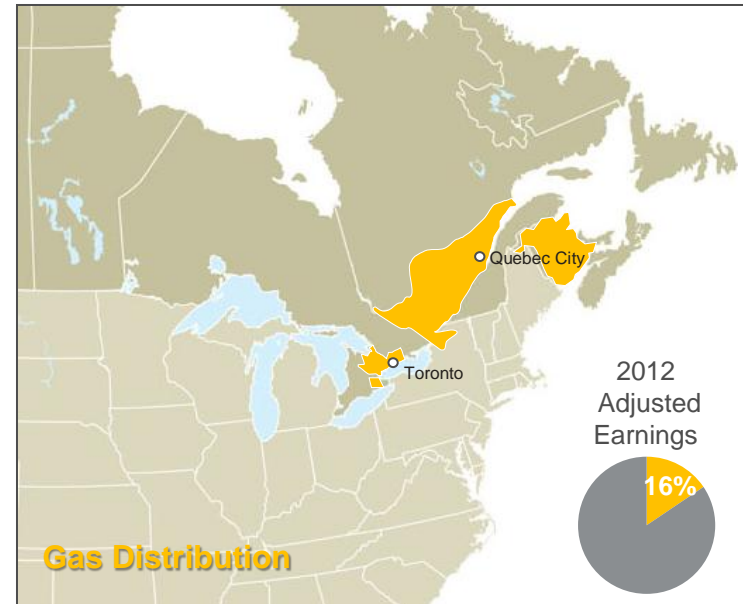 Quebec City
Toronto
2012
Adjusted
Earnings
16%
Gas Distribution